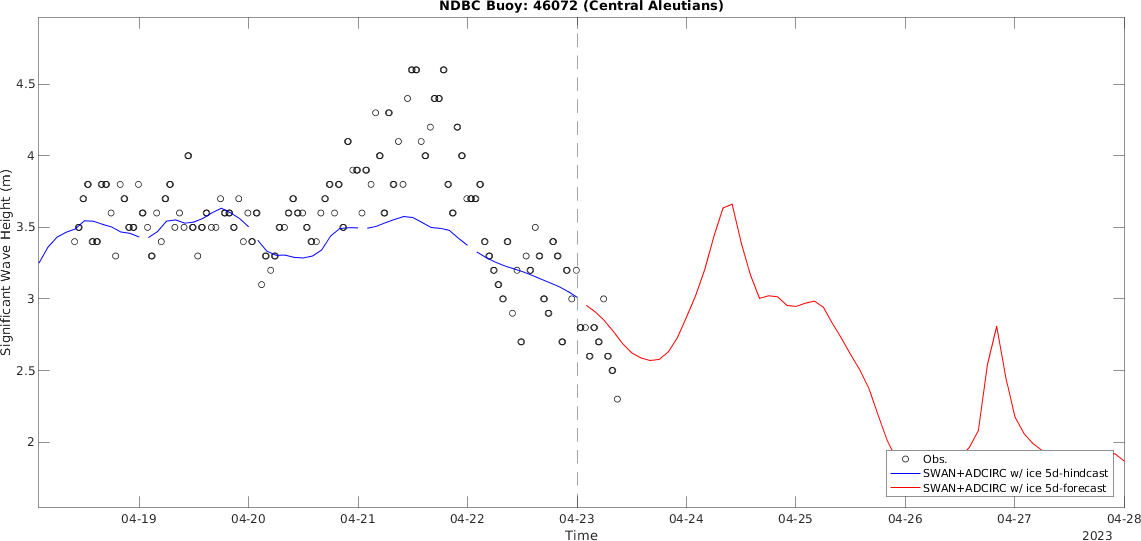 NDBC Buoy: 46072 (Central Aleutians)
Significant Wave Height (m)
4.5
4
3.5
3
2.5
2
Obs.
SWAN+ADCIRC w/ ice 5d-hindcast
SWAN+ADCIRC w/ ice 5d-forecast
04-19 04-20 04-21 04-22 04-23 04-24 04-25 04-26 04-27 04-28
Time
2023